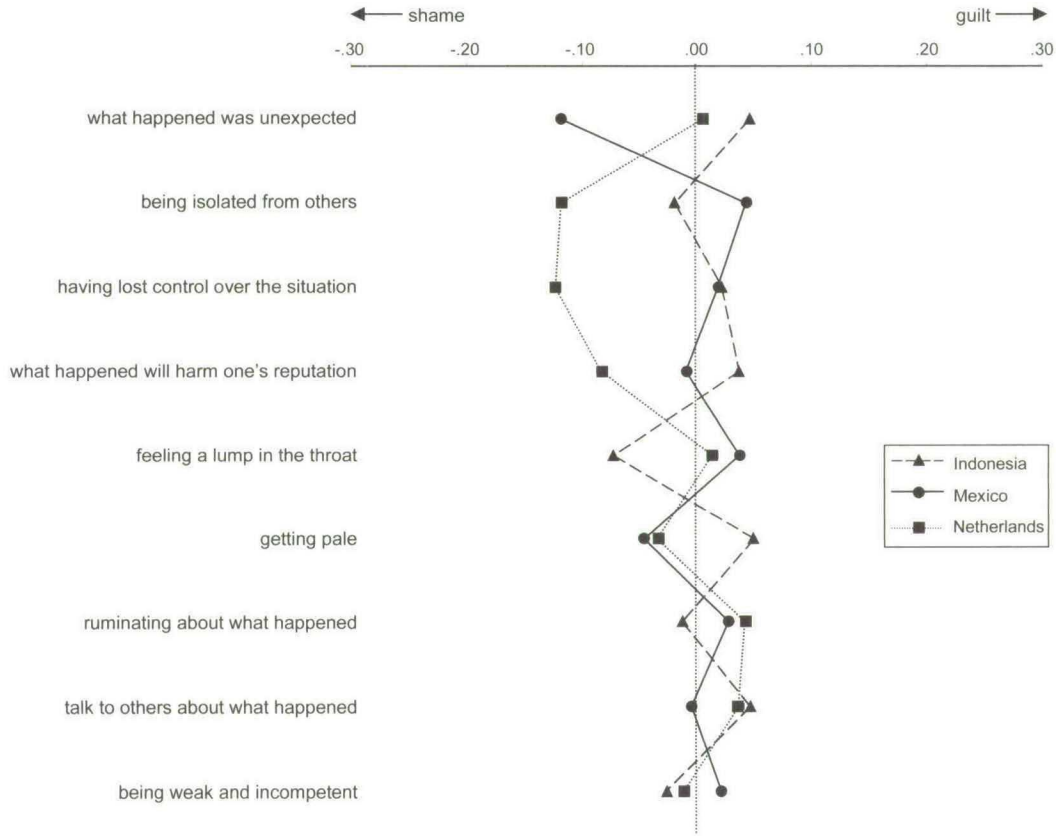 shame guilt
-.30 -.20 -.10 .00 .10 .20 .30
what happened was unexpected
being isolated from others
having lost control over the situation
what happened will harm one's reputation
feeling a lump in the throat
getting pale
ruminating about what happened
talk to others about what happened
being weak and incompetent
Indonesia
Mexico
Netherlands